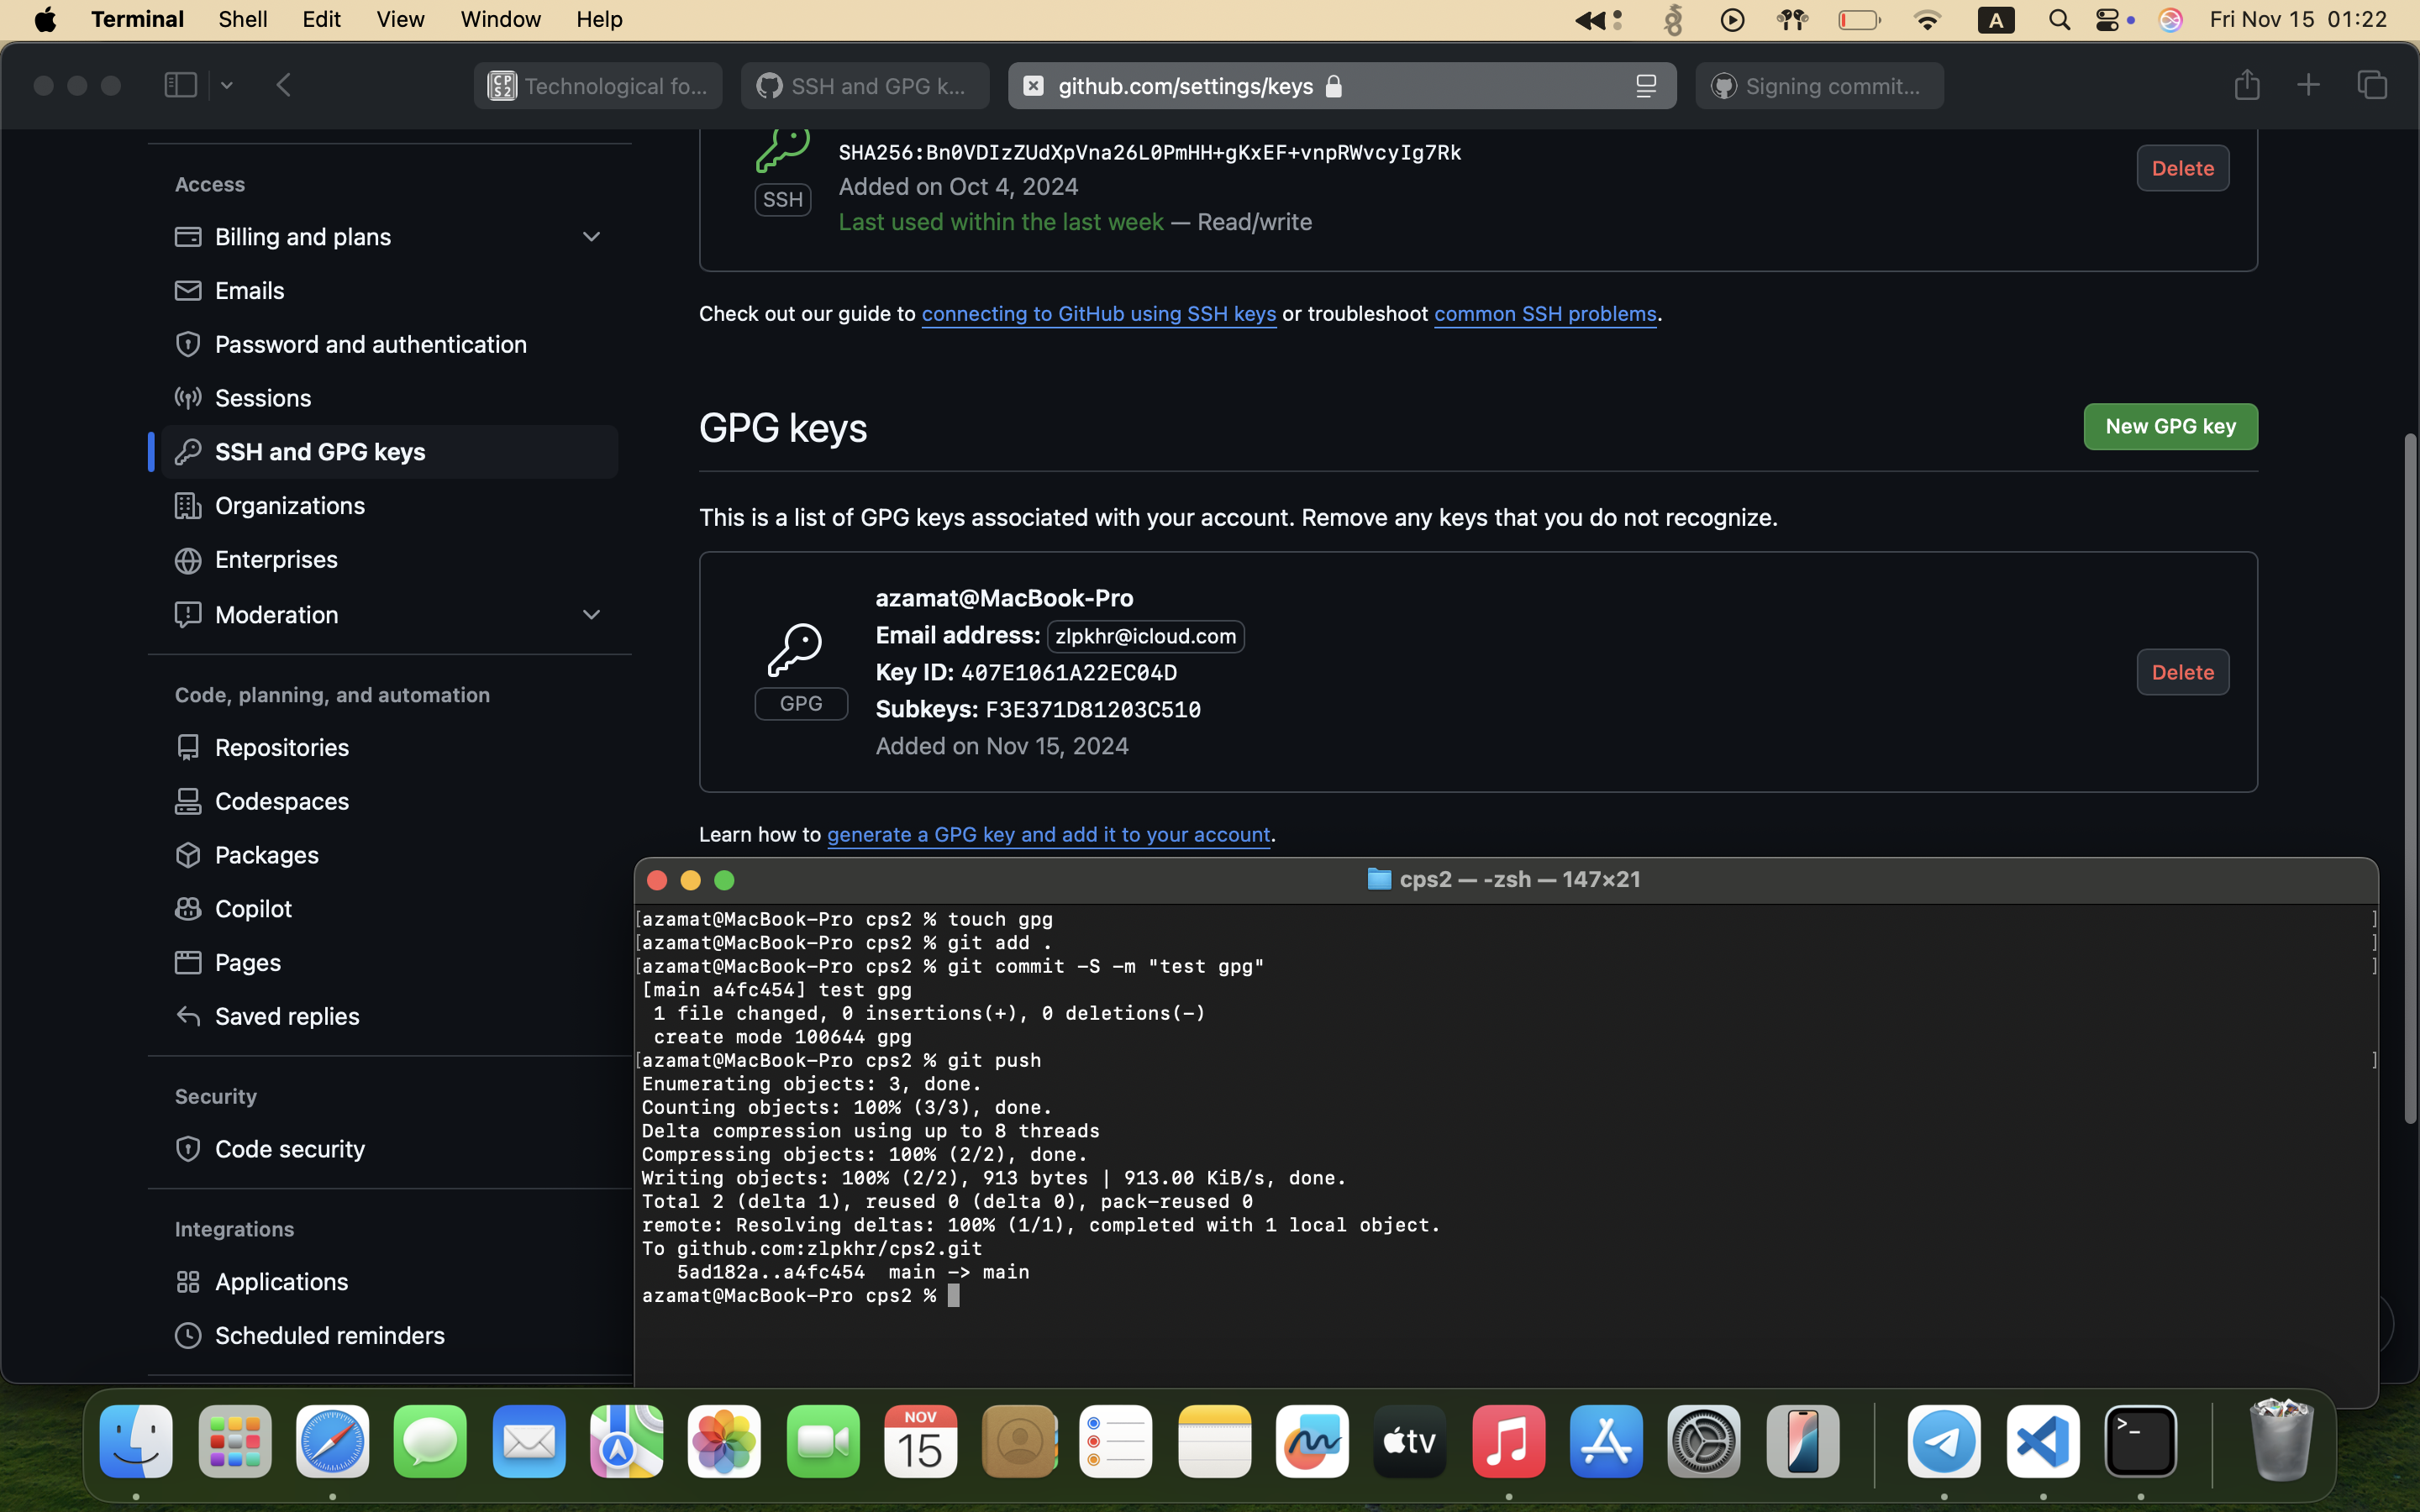 Terminal Shell Edit View Window Help A Fri Nov 15 01:22
CP S2 Technological fo... SSH and GPG k... github.com/settings/keys Signing commit...
SHA256:Bn0VDIzZUdXpVna26L0PmHH+gKxEF+vnpRWvcyIg7Rk
Added on Oct 4, 2024
SSH
Last used within the last week — Read/write
Delete
Access
Billing and plans
Emails
Password and authentication
Sessions
SSH and GPG keys
Organizations
Enterprises
Moderation
Code, planning, and automation
Repositories
Codespaces
Packages
Copilot
Pages
Saved replies
Security
Code security
Integrations
Applications
Scheduled reminders
Check out our guide to connecting to GitHub using SSH keys or troubleshoot common SSH problems.
GPG keys
New GPG key
This is a list of GPG keys associated with your account. Remove any keys that you do not recognize.
azamat@MacBook-Pro
Email address: zlpkhr@icloud.com
Key ID: 407E1061A22EC04D
GPG
Subkeys: F3E371D81203C510
Added on Nov 15, 2024
Delete
Learn how to generate a GPG key and add it to your account.
cps2 — -zsh — 147×21
[azamat@MacBook-Pro cps2 % touch gpg ]
[azamat@MacBook-Pro cps2 % git add . ]
[azamat@MacBook-Pro cps2 % git commit -S -m "test gpg" ]
[main a4fc454] test gpg
1 file changed, 0 insertions(+), 0 deletions(-)
create mode 100644 gpg
[azamat@MacBook-Pro cps2 % git push ]
Enumerating objects: 3, done.
Counting objects: 100% (3/3), done.
Delta compression using up to 8 threads
Compressing objects: 100% (2/2), done.
Writing objects: 100% (2/2), 913 bytes | 913.00 KiB/s, done.
Total 2 (delta 1), reused 0 (delta 0), pack-reused 0
remote: Resolving deltas: 100% (1/1), completed with 1 local object.
To github.com:zlpkhr/cps2.git
5ad182a..a4fc454 main -> main
azamat@MacBook-Pro cps2 %
NOV
15
tv
>_